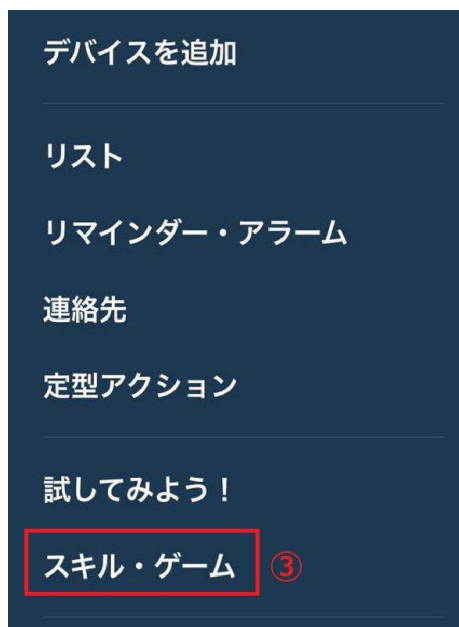 デバイスを追加
リスト
リマインダー・アラーム
連絡先
定型アクション
試してみよう！
スキル・ゲーム ③